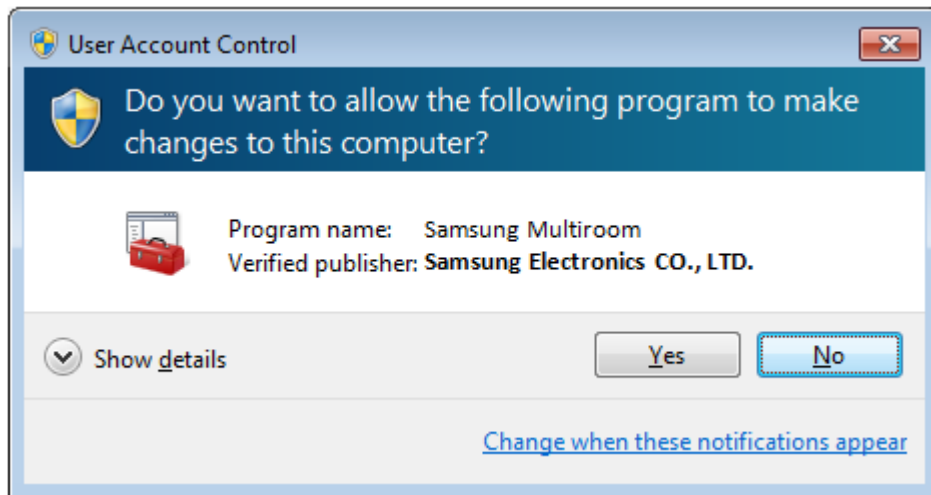 User Account Control
Do you want to allow the following program to make
changes to this computer?
Program name: Samsung Multiroom
Verified publisher: Samsung Electronics CO., LTD.
Show details
Yes
No
Change when these notifications appear